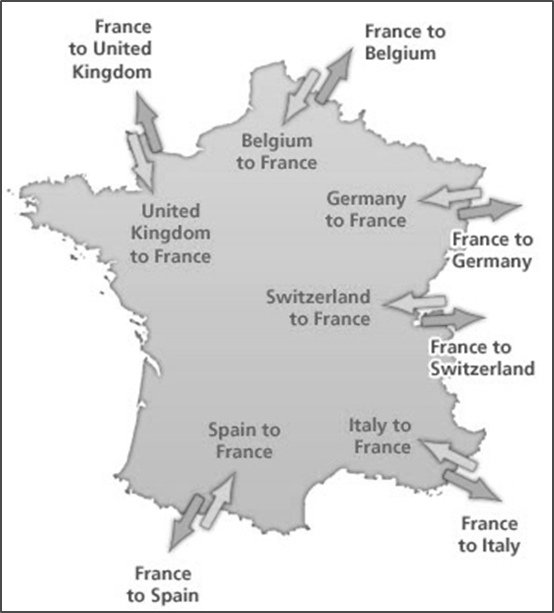 France
to United
Kingdom
France to
Belgium
Belgium
to France
Germany
to France
United
Kingdom
to France
France to
Germany
Switzerland
to France
France to
Switzerland
Spain to
France
Italy to
France
France
to Italy
France
to Spain